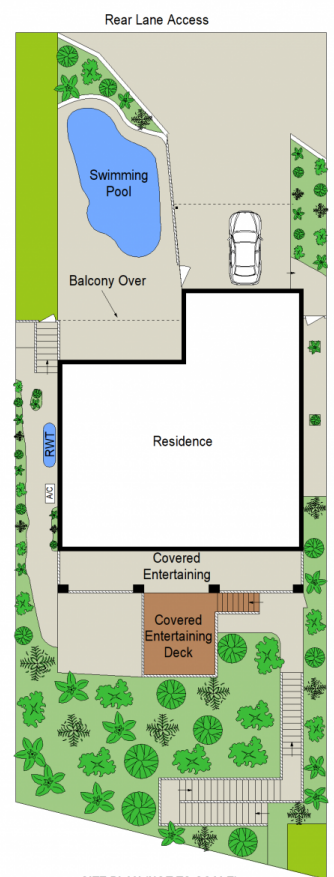 Rear Lane Access
Swimming
Pool
Balcony Over
Residence
RWT
A/C
Covered
Entertaining
Covered
Entertaining
Deck